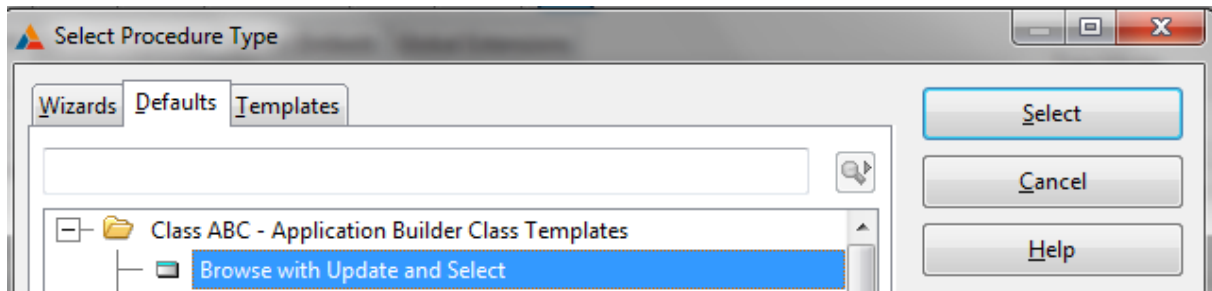 Select Procedure Type
Wizards Defaults Templates
Select
Cancel
Class ABC - Application Builder Class Templates
Help
Browse with Update and Select